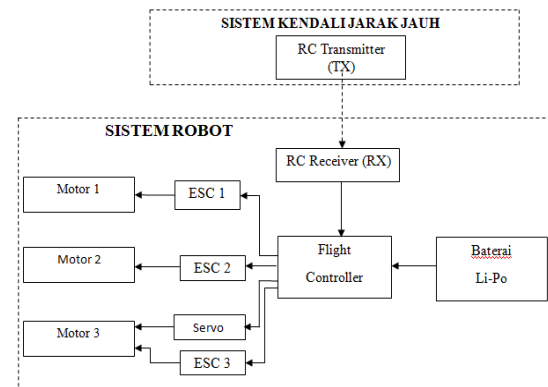 SISTEM KENDALI JARAK JAUH
RC Transmitter
(TX)
SISTEM ROBOT
RC Receiver (RX)
Motor 1
ESC 1
Motor 2
ESC 2
Flight
Controller
Baterai
Li-Po
Motor 3
Servo
ESC 3